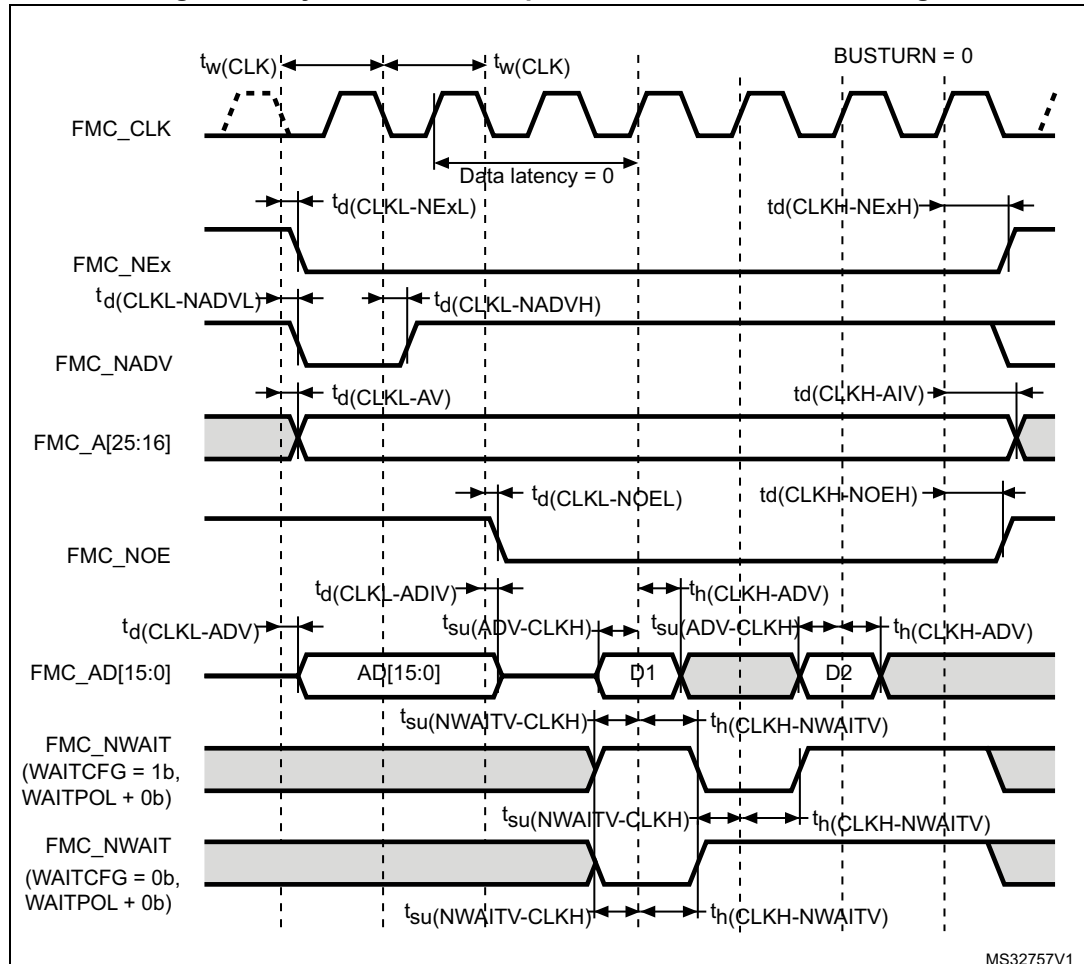 tw(CLK) tw(CLK) BUSTURN = 0
FMC_CLK
Data latency = 0
td(CLKL-NExL) td(CLKH-NExH)
FMC_NEx
td(CLKL-NADVL) td(CLKL-NADVH)
FMC_NADV
td(CLKL-AV) td(CLKH-AIV)
FMC_A[25:16]
td(CLKL-NOEL) td(CLKH-NOEH)
FMC_NOE
td(CLKL-ADIV) th(CLKH-ADV)
td(CLKL-ADV) tsu(ADV-CLKH) tsu(ADV-CLKH) th(CLKH-ADV)
FMC_AD[15:0] AD[15:0] D1 D2
tsu(NWAITV-CLKH) th(CLKH-NWAITV)
FMC_NWAIT
(WAITCFG = 1b,
WAITPOL + 0b)
tsu(NWAITV-CLKH) th(CLKH-NWAITV)
FMC_NWAIT
(WAITCFG = 0b,
WAITPOL + 0b)
tsu(NWAITV-CLKH) th(CLKH-NWAITV)
MS32757V1